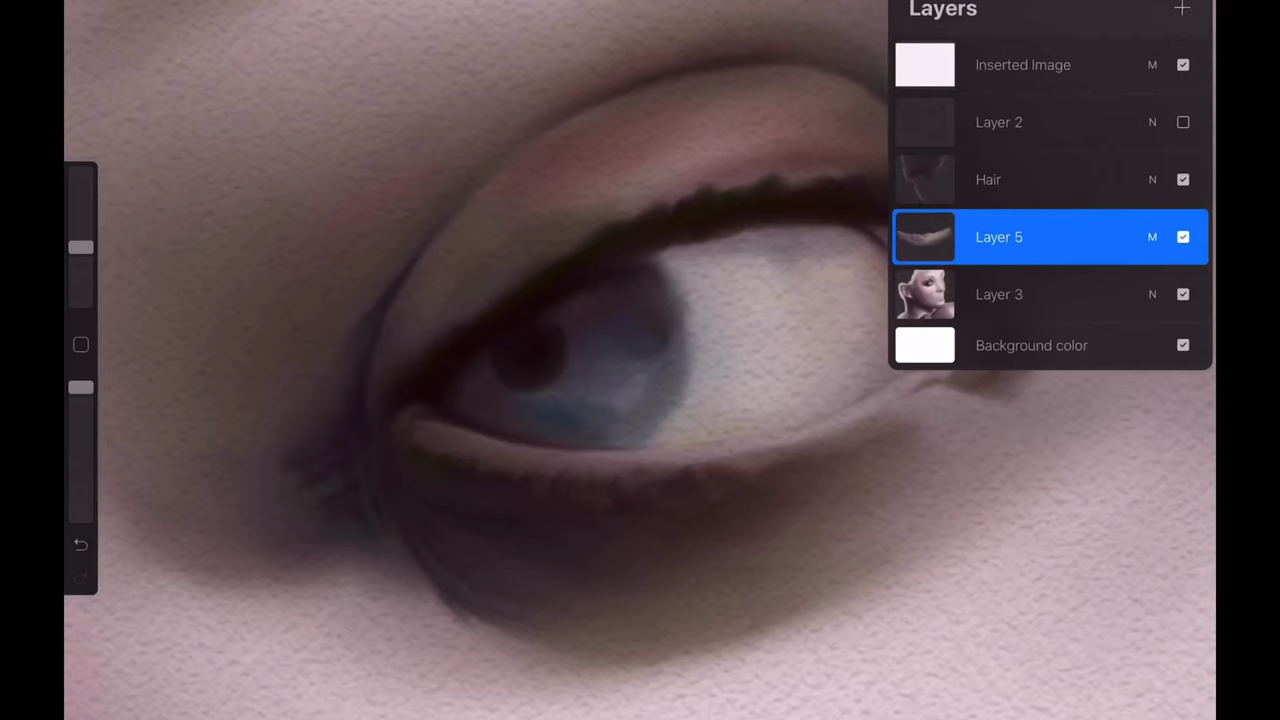 Layers
Inserted Image M
Layer 2 N
Hair N
Layer 5 M
Layer 3 N
Background color